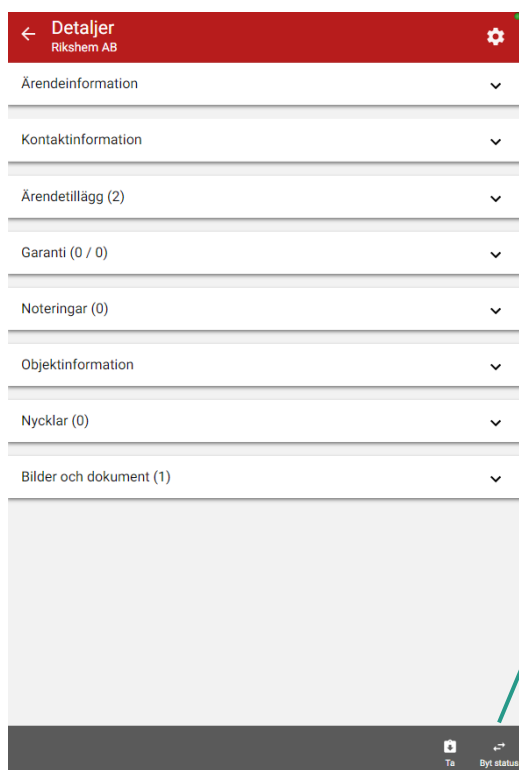 Detaljer
Rikshem AB
Ärendeinformation
Kontaktinformation
Ärendetillägg (2)
Garanti (0 / 0)
Noteringar (0)
Objektinformation
Nycklar (0)
Bilder och dokument (1)
Ta Byt status